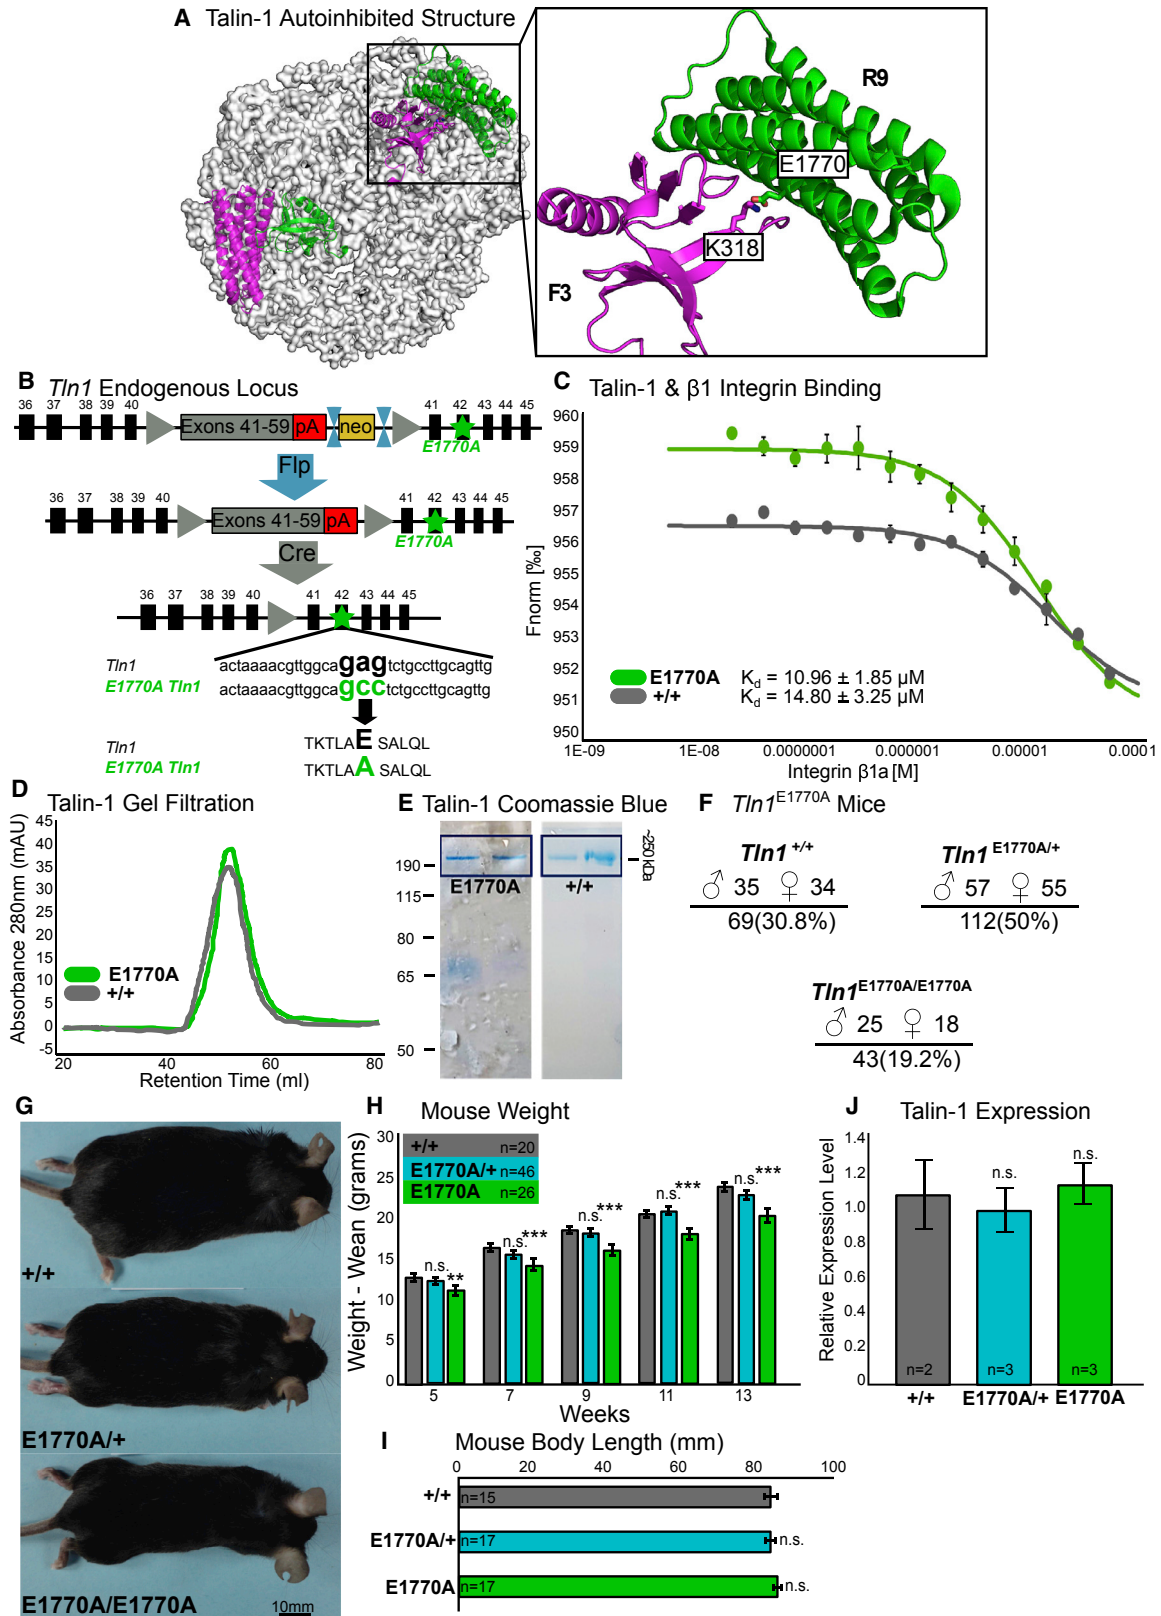 A Talin-1 Autoinhibited Structure
R9
E1770
K318
F3
B Tln1 Endogenous Locus
36 37 38 39 40 41 42 43 44 45
Exons 41-59 pA neo
E1770A
Flp
36 37 38 39 40 41 42 43 44 45
Exons 41-59 pA
E1770A
Cre
36 37 38 39 40 41 42 43 44 45
Tln1 actaaaacgttggcagagtctgccttgcagttg
E1770A Tln1 actaaaacgttggcagcctctgccttgcagttg
Tln1 TKTLAE SALQL
E1770A Tln1 TKTLAA SALQL
C Talin-1 & β1 Integrin Binding
Fnorm [‰]
960
959
958
957
956
955
954
953
952
951
950
E1770A Kd = 10.96 ± 1.85 µM
+/+ Kd = 14.80 ± 3.25 µM
1E-09 1E-08 0.0000001 0.000001 0.00001 0.0001
Integrin β1a [M]
D Talin-1 Gel Filtration
Absorbance 280nm (mAU)
45
40
35
30
25
20
15
10
5
0
-5
E1770A
+/+
20 40 60 80
Retention Time (ml)
E Talin-1 Coomassie Blue
190
115
80
65
50
E1770A +/+
~250kDa
F Tln1E1770A Mice
Tln1 +/+
♂ 35 ♀ 34
69(30.8%)
Tln1 E1770A/+
♂ 57 ♀ 55
112(50%)
Tln1E1770A/E1770A
♂ 25 ♀ 18
43(19.2%)
G
+/+
E1770A/+
E1770A/E1770A
10mm
H Mouse Weight
Weight - Wean (grams)
30
25
20
15
10
5
0
+/+ n=20
E1770A/+ n=46
E1770A n=26
n.s. **
n.s. ***
n.s. ***
n.s. ***
n.s. ***
5 7 9 11 13
Weeks
I Mouse Body Length (mm)
0 20 40 60 80 100
+/+ n=15
E1770A/+ n=17 n.s.
E1770A n=17 n.s.
J Talin-1 Expression
Relative Expression Level
1.4
1.2
1.0
0.8
0.6
0.4
0.2
0
n.s. n.s.
n=2 n=3 n=3
+/+ E1770A/+ E1770A